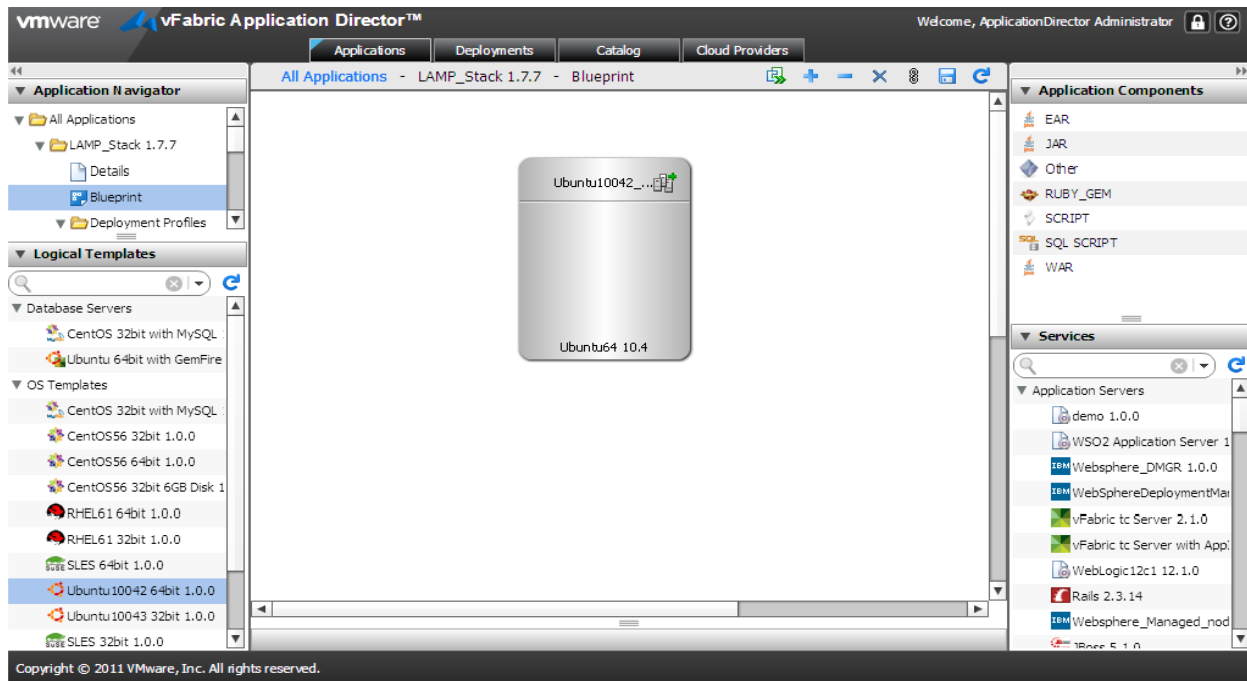 vmware vFabric Application Director™
Welcome, ApplicationDirector Administrator
Applications Deployments Catalog Cloud Providers
Application Navigator
All Applications
LAMP_Stack 1.7.7
Details
Blueprint
Deployment Profiles
Logical Templates
Database Servers
CentOS 32bit with MySQL
Ubuntu 64bit with GemFire
OS Templates
CentOS 32bit with MySQL
CentOS56 32bit 1.0.0
CentOS56 64bit 1.0.0
CentOS56 32bit 6GB Disk 1
RHEL61 64bit 1.0.0
RHEL61 32bit 1.0.0
SLES 64bit 1.0.0
Ubuntu10042 64bit 1.0.0
Ubuntu10043 32bit 1.0.0
SLES 32bit 1.0.0
All Applications - LAMP_Stack 1.7.7 - Blueprint
Ubuntu10042_...
Ubuntu64 10.4
Application Components
EAR
JAR
Other
RUBY_GEM
SCRIPT
SQL SCRIPT
WAR
Services
Application Servers
demo 1.0.0
WSO2 Application Server 1
IBM Websphere_DMGR 1.0.0
IBM WebSphereDeploymentMa
vFabric tc Server 2.1.0
vFabric tc Server with App
WebLogic12c1 12.1.0
Rails 2.3.14
IBM Websphere_Managed_nod
JBoss 5.1.0
Copyright © 2011 VMware, Inc. All rights reserved.